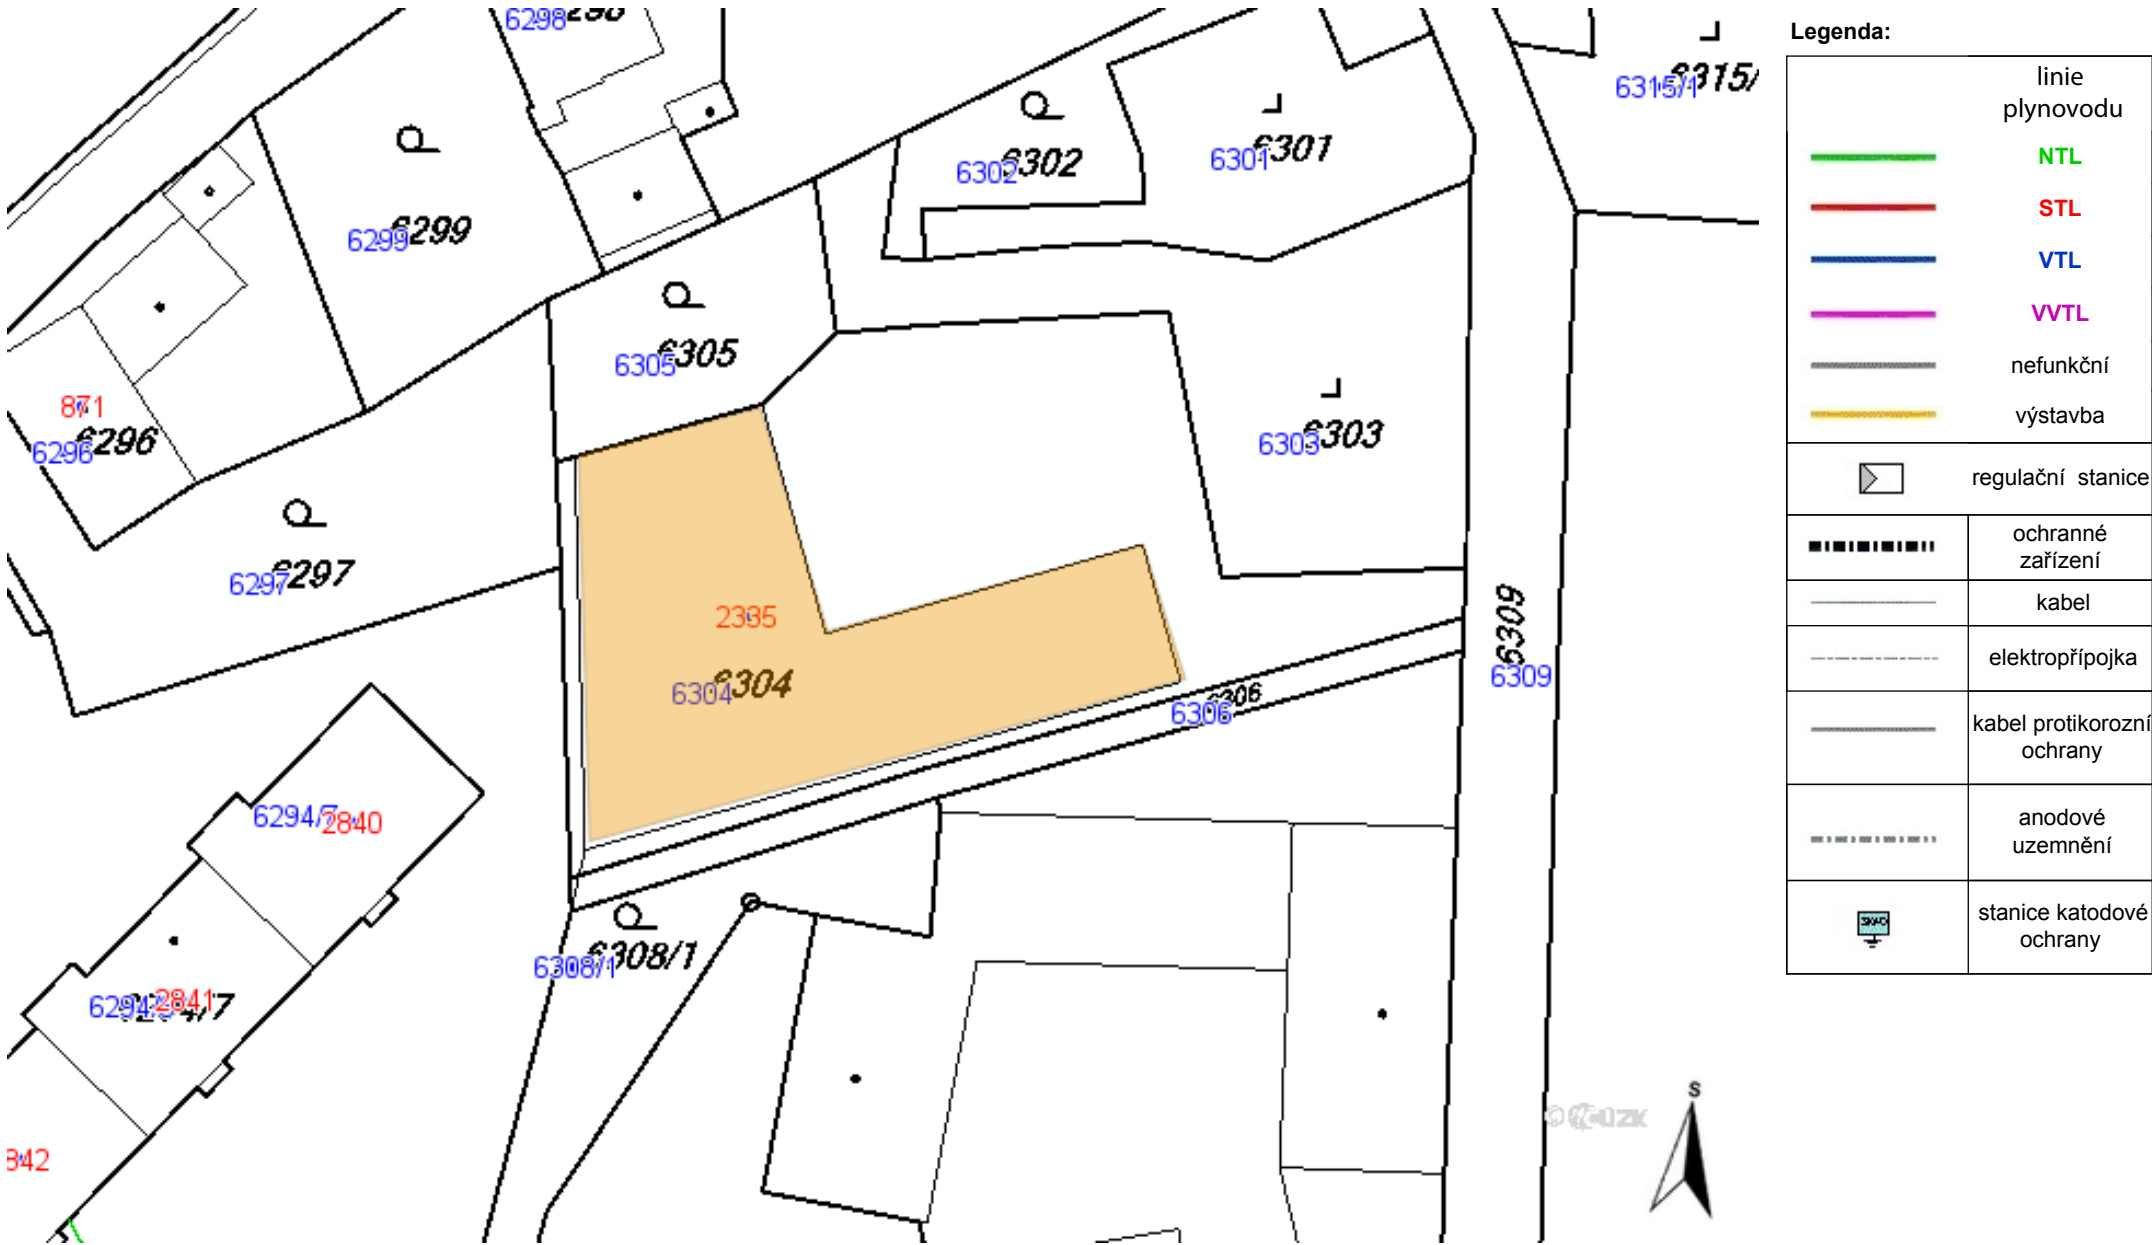 6298
6299
6299
6302
6302
6301
6301
6315/1
6315/
6305
6305
871
6296
6296
6303
6303
6297
6297
2335
6304
6304
6309
6309
6306
6306
6294/7
2840
6308/1
6308/1
2841
842
S
Legenda:
linie
plynovodu
NTL
STL
VTL
VVTL
nefunkční
výstavba
regulační stanice
ochranné
zařízení
kabel
elektropřípojka
kabel protikorozní
ochrany
anodové
uzemnění
stanice katodové
ochrany